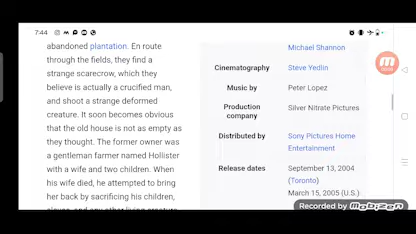 7:44
abandoned plantation. En route
through the fields, they find a
strange scarecrow, which they
believe is actually a crucified man,
and shoot a strange deformed
creature. It soon becomes obvious
that the old house is not as empty as
they thought. The former owner was
a gentleman farmer named Hollister
with a wife and two children. When
his wife died, he attempted to bring
her back by sacrificing his children,
Michael Shannon
Cinematography Steve Yedlin
Music by Peter Lopez
Production company Silver Nitrate Pictures
Distributed by Sony Pictures Home
Entertainment
Release dates September 13, 2004
(Toronto)
March 15, 2005 (U.S.)
Recorded by Mobizen